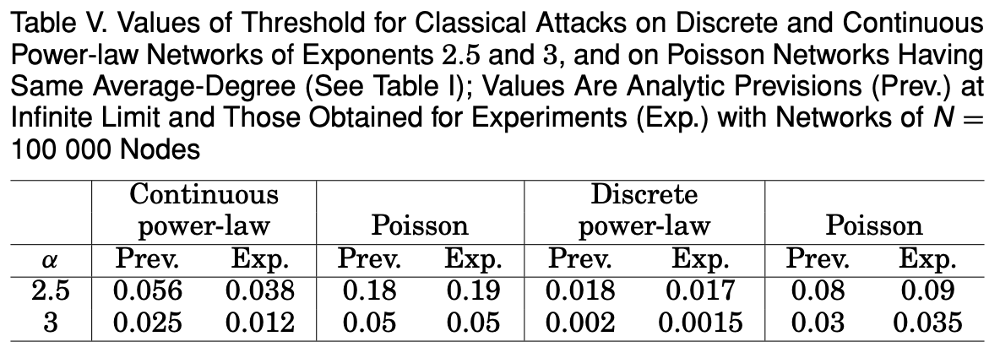 Table V. Values of Threshold for Classical Attacks on Discrete and Continuous
Power-law Networks of Exponents 2.5 and 3, and on Poisson Networks Having
Same Average-Degree (See Table I); Values Are Analytic Previsions (Prev.) at
Infinite Limit and Those Obtained for Experiments (Exp.) with Networks of N =
100 000 Nodes
Continuous Discrete
power-law Poisson power-law Poisson
α Prev. Exp. Prev. Exp. Prev. Exp. Prev. Exp.
2.5 0.056 0.038 0.18 0.19 0.018 0.017 0.08 0.09
3 0.025 0.012 0.05 0.05 0.002 0.0015 0.03 0.035